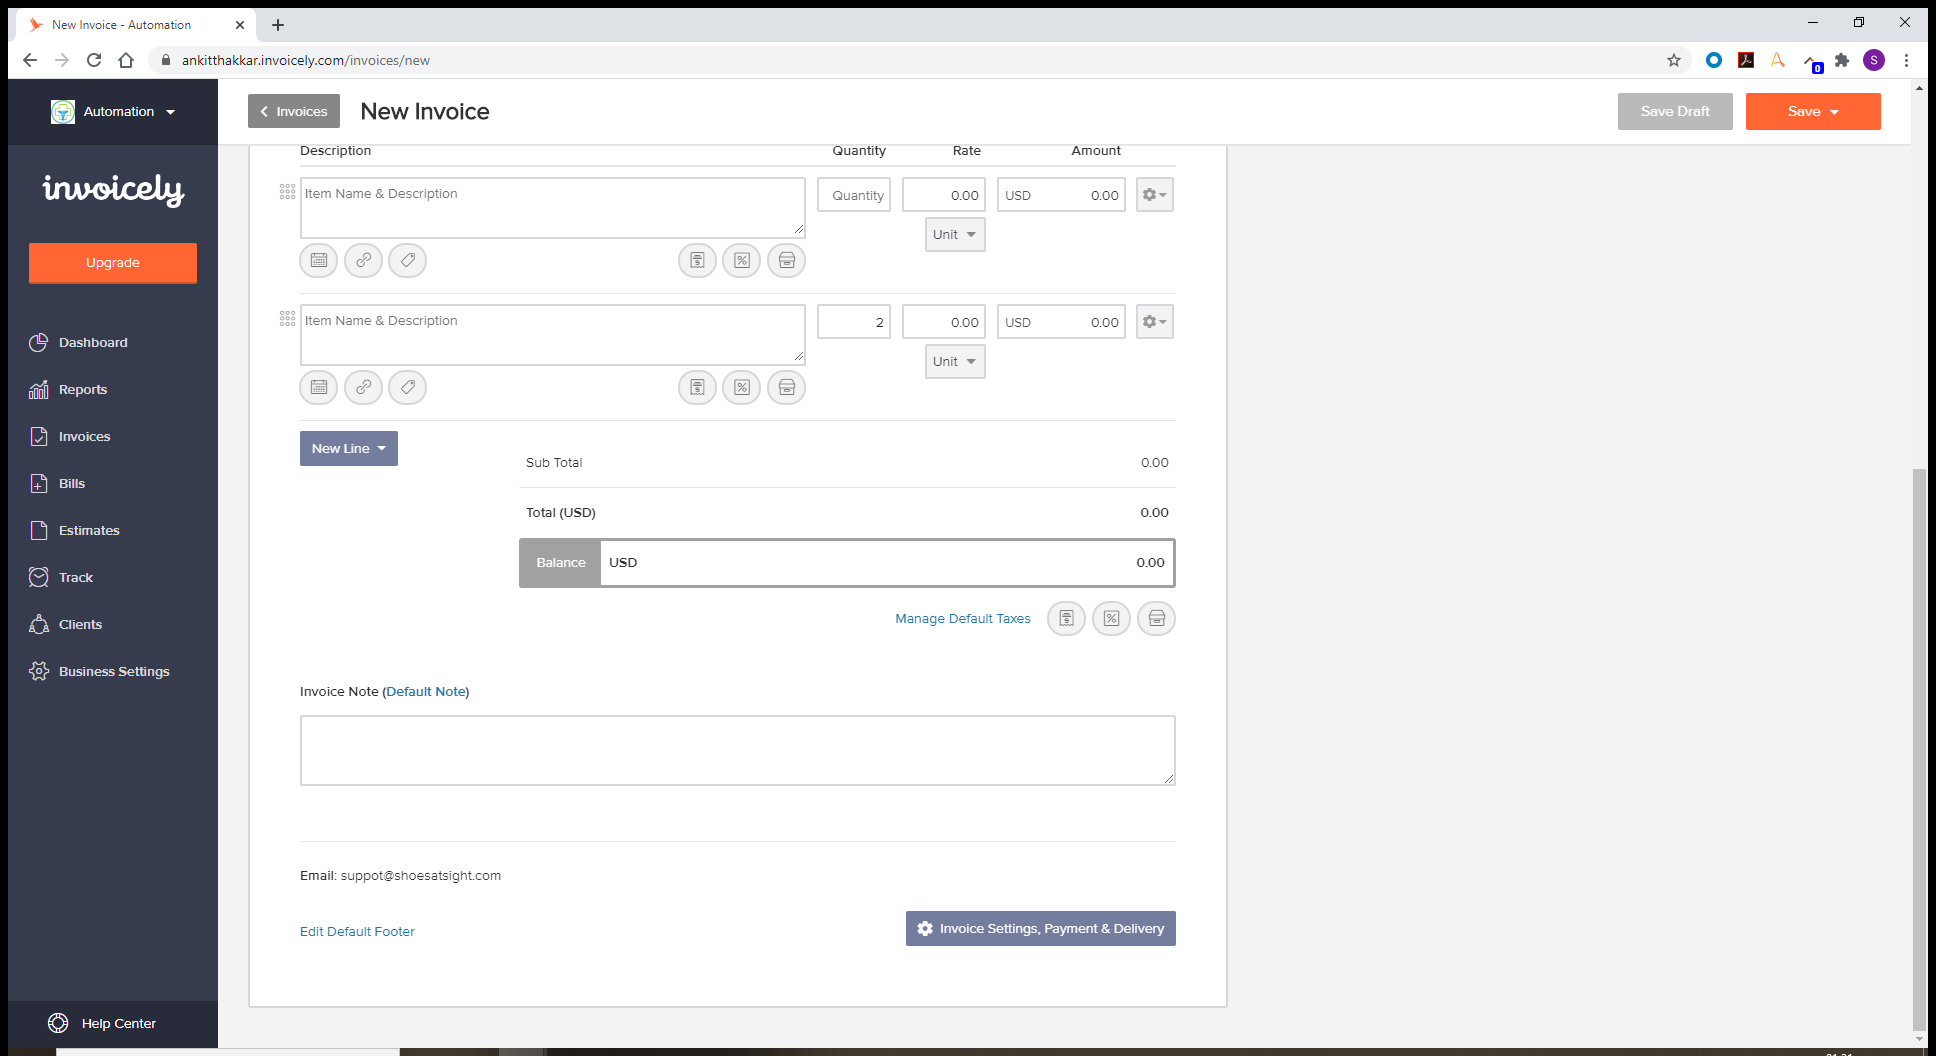 New Invoice - Automation
ankitthakkar.invoicely.com/invoices/new
S
0
Automation
Invoices
New Invoice
Save Draft
Save
invoicely
Upgrade
Dashboard
Reports
Invoices
Bills
Estimates
Track
Clients
Business Settings
Help Center
Description Quantity Rate Amount
Item Name & Description Quantity 0.00 USD 0.00
Unit
Item Name & Description 2 0.00 USD 0.00
Unit
New Line
Sub Total 0.00
Total (USD) 0.00
Balance USD 0.00
Manage Default Taxes
Invoice Note (Default Note)
Email: suppot@shoesatsight.com
Edit Default Footer
Invoice Settings, Payment & Delivery